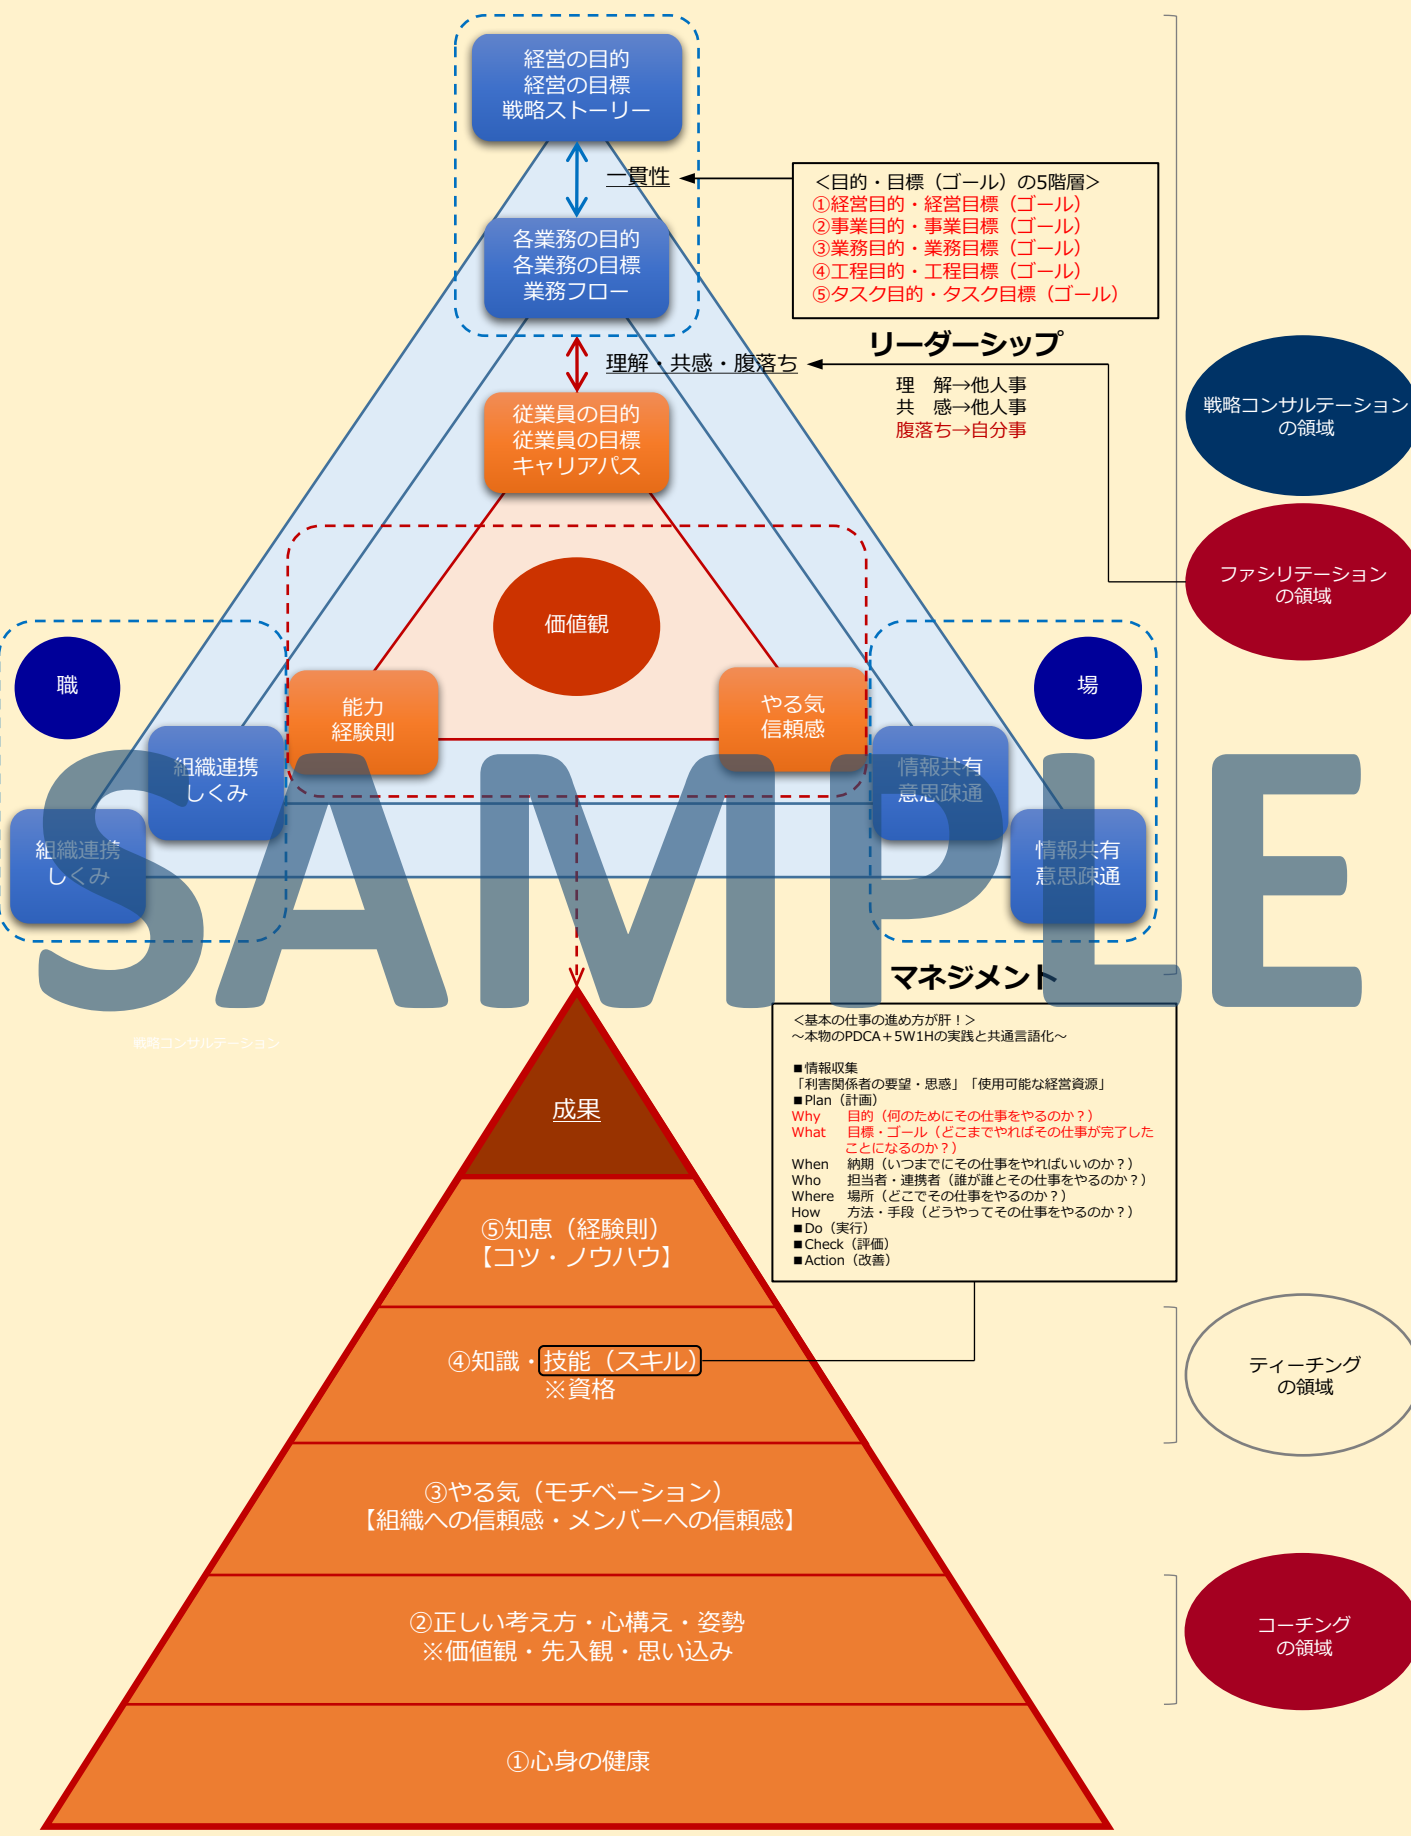 経営の目的
経営の目標
戦略ストーリー
一貫性
<目的・目標（ゴール）の5階層>
①経営目的・経営目標（ゴール）
②事業目的・事業目標（ゴール）
③業務目的・業務目標（ゴール）
④工程目的・工程目標（ゴール）
⑤タスク目的・タスク目標（ゴール）
各業務の目的
各業務の目標
業務フロー
リーダーシップ
理解・共感・腹落ち
理　解→他人事
共　感→他人事
腹落ち→自分事
戦略コンサルテーション
の領域
従業員の目的
従業員の目標
キャリアパス
ファシリテーション
の領域
価値観
職
場
能力
経験則
やる気
信頼感
組織連携
しくみ
情報共有
意思疎通
組織連携
しくみ
情報共有
意思疎通
SAMPLE
マネジメント
<基本の仕事の進め方が肝！>
～本物のPDCA＋5W1Hの実践と共通言語化～
■情報収集
「利害関係者の要望・思惑」「使用可能な経営資源」
■Plan（計画）
Why　目的（何のためにその仕事をやるのか？）
What　目標・ゴール（どこまでやればその仕事が完了した
ことになるのか？）
When　納期（いつまでにその仕事をやればいいのか？）
Who　担当者・連携者（誰が誰とその仕事をやるのか？）
Where　場所（どこでその仕事をやるのか？）
How　方法・手段（どうやってその仕事をやるのか？）
■Do（実行）
■Check（評価）
■Action（改善）
戦略コンサルテーション
成果
⑤知恵（経験則）
【コツ・ノウハウ】
④知識・技能（スキル）
※資格
ティーチング
の領域
③やる気（モチベーション）
【組織への信頼感・メンバーへの信頼感】
②正しい考え方・心構え・姿勢
※価値観・先入観・思い込み
コーチング
の領域
①心身の健康